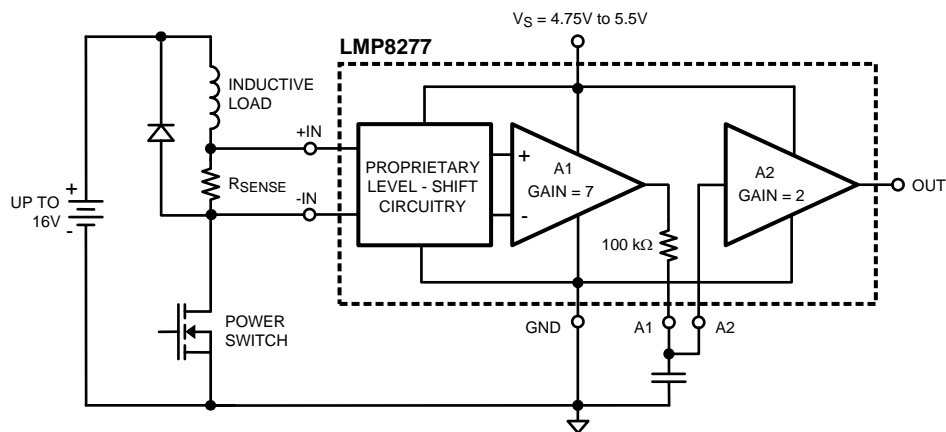 V_S = 4.75V to 5.5V
LMP8277
INDUCTIVE
LOAD
+IN
PROPRIETARY
LEVEL - SHIFT
CIRCUITRY
+
-
A1
GAIN = 7
A2
GAIN = 2
OUT
R_SENSE
-IN
+
UP TO
16V
-
100 kΩ
POWER
SWITCH
GND
A1
A2